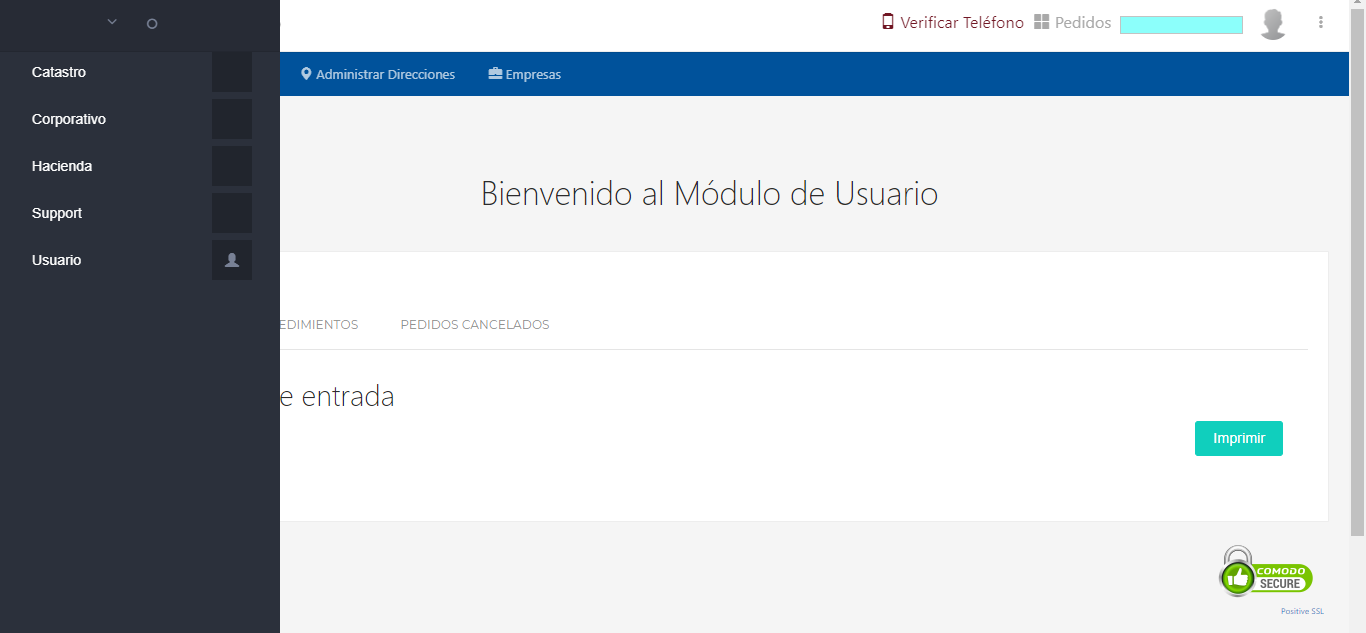 Verificar Teléfono Pedidos
Administrar Direcciones Empresas
Catastro
Corporativo
Hacienda
Support
Usuario
Bienvenido al Módulo de Usuario
EDIMIENTOS PEDIDOS CANCELADOS
e entrada
Imprimir
COMODO
SECURE
Positive SSL